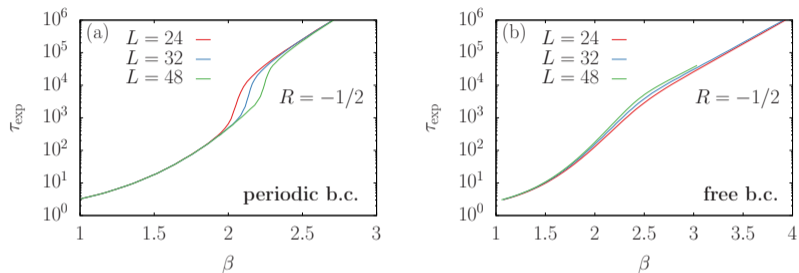 (a)
L = 24
L = 32
L = 48
R = −1/2
periodic b.c.
τ_exp
10^6
10^5
10^4
10^3
10^2
10^1
10^0
1 1.5 2 2.5 3
β
(b)
L = 24
L = 32
L = 48
R = −1/2
free b.c.
τ_exp
10^6
10^5
10^4
10^3
10^2
10^1
10^0
1 1.5 2 2.5 3 3.5 4
β